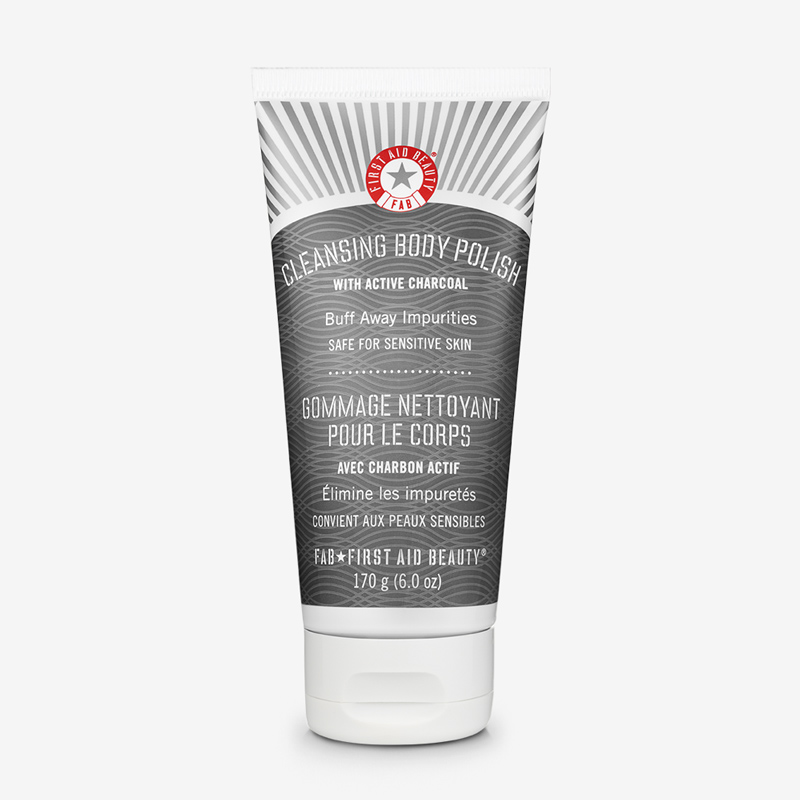 FIRST AID BEAUTY®
FAB
CLEANSING BODY POLISH
WITH ACTIVE CHARCOAL
Buff Away Impurities
SAFE FOR SENSITIVE SKIN
GOMMAGE NETTOYANT
POUR LE CORPS
AVEC CHARBON ACTIF
Élimine les impuretés
CONVIENT AUX PEAUX SENSIBLES
FAB★FIRST AID BEAUTY®
170 g (6.0 oz)